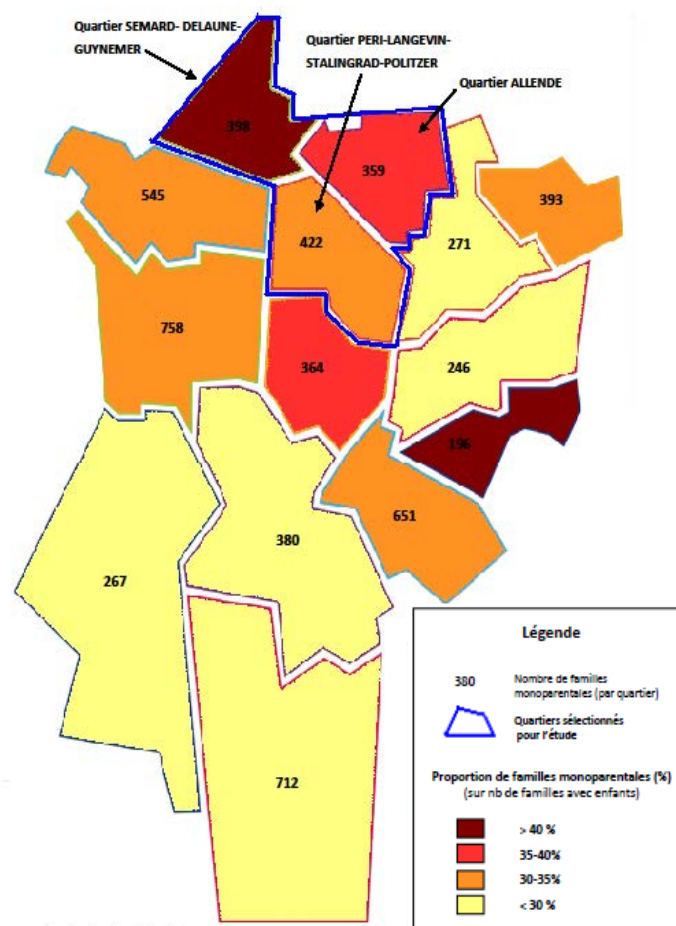 Quartier SEMARD- DELAUNE-
GUYNEMER
Quartier PERI-LANGEVIN-
STALINGRAD-POLITZER
Quartier ALLENDE
398
359
393
545
422
271
758
364
246
196
651
380
267
712
Légende
380 Nombre de familles
monoparentales (par quartier)
Quartiers sélectionnés
pour l'étude
Proportion de familles monoparentales (%)
(sur nb de familles avec enfants)
> 40 %
35-40%
30-35%
< 30 %